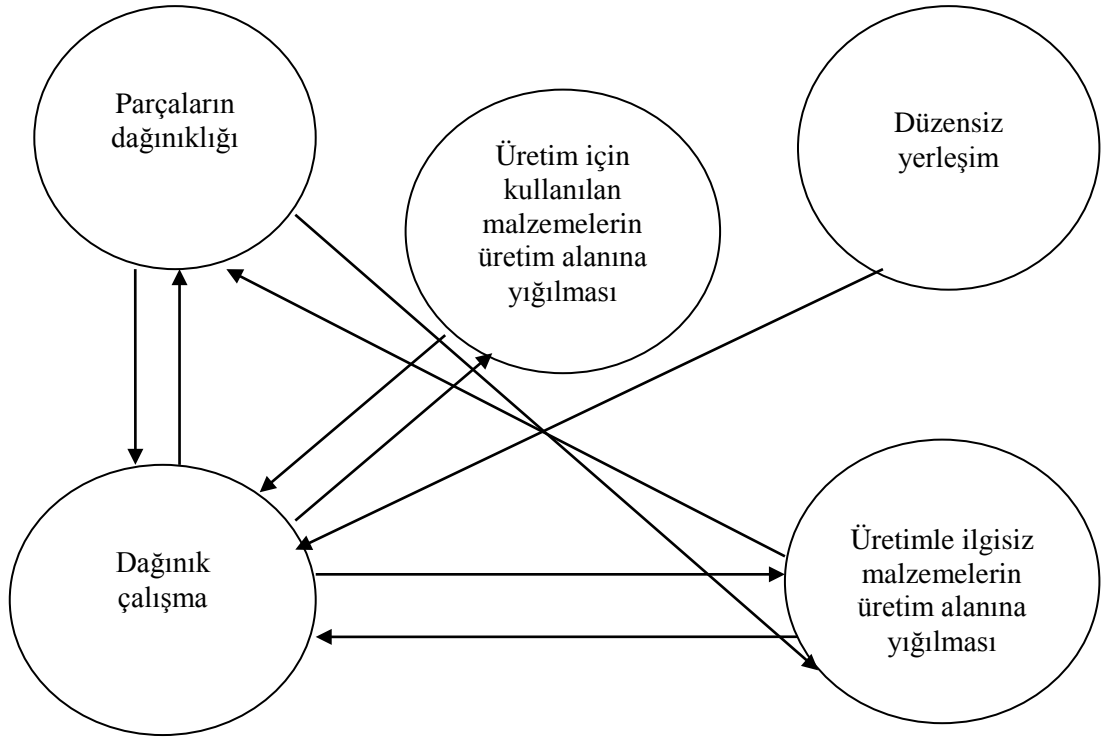 Parçaların
dağınıklığı
Üretim için
kullanılan
malzemelerin
üretim alanına
yığılması
Düzensiz
yerleşim
Dağınık
çalışma
Üretimle ilgisiz
malzemelerin
üretim alanına
yığılması